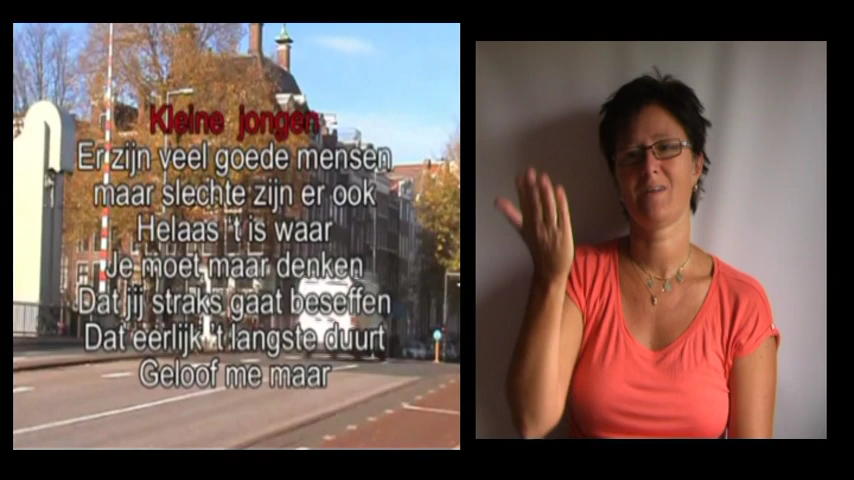 Kleine jongen
Er zijn veel goede mensen
maar slechte zijn er ook
Helaas 't is waar
Je moet maar denken
Dat jij straks gaat beseffen
Dat eerlijk 't langste duurt
Geloof me maar